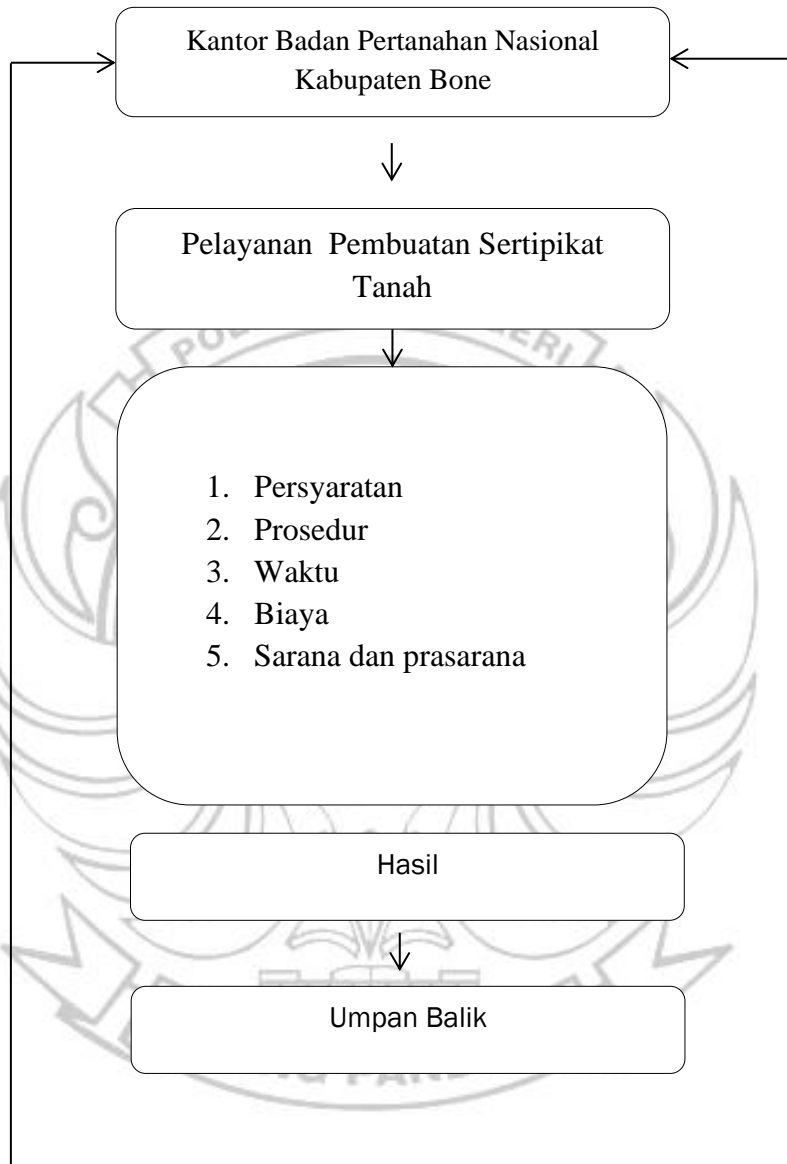 Kantor Badan Pertanahan Nasional
Kabupaten Bone
Pelayanan Pembuatan Sertipikat
Tanah
1. Persyaratan
2. Prosedur
3. Waktu
4. Biaya
5. Sarana dan prasarana
Hasil
Umpan Balik